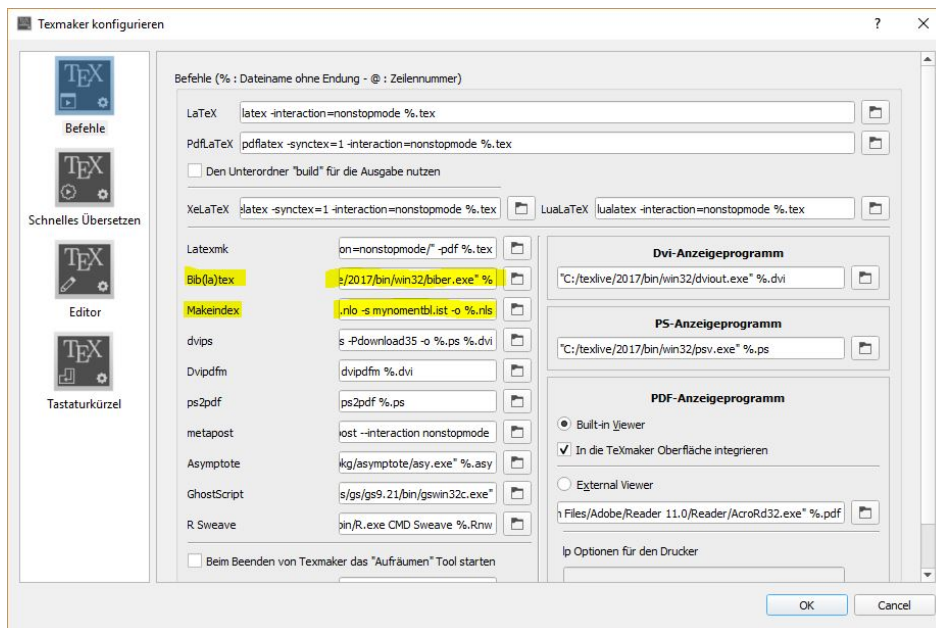 Texmaker konfigurieren
?
TEX
Befehle
TEX
Schnelles Übersetzen
TEX
Editor
TEX
Tastaturkürzel
Befehle (% : Dateiname ohne Endung - @ : Zeilennummer)
LaTeX latex -interaction=nonstopmode %.tex
PdfLaTeX pdflatex -synctex=1 -interaction=nonstopmode %.tex
Den Unterordner "build" für die Ausgabe nutzen
XeLaTeX elatex -synctex=1 -interaction=nonstopmode %.tex LuaLaTeX lualatex -interaction=nonstopmode %.tex
Latexmk on=nonstopmode/" -pdf %.tex
Bib(la)tex e/2017/bin/win32/biber.exe" %
Makeindex .nlo -s mynomentbl.ist -o %.nls
dvips s -Pdownload35 -o %.ps %.dvi
Dvipdfm dvipdfm %.dvi
ps2pdf ps2pdf %.ps
metapost ost --interaction nonstopmode
Asymptote kg/asymptote/asy.exe" %.asy
GhostScript s/gs/gs9.21/bin/gswin32c.exe"
R Sweave bin/R.exe CMD Sweave %.Rnw
Beim Beenden von Texmaker das "Aufräumen" Tool starten
Dvi-Anzeigeprogramm
"C:/texlive/2017/bin/win32/dviout.exe" %.dvi
PS-Anzeigeprogramm
"C:/texlive/2017/bin/win32/psv.exe" %.ps
PDF-Anzeigeprogramm
Built-in Viewer
In die TeXmaker Oberfläche integrieren
External Viewer
n Files/Adobe/Reader 11.0/Reader/AcroRd32.exe" %.pdf
lp Optionen für den Drucker
OK
Cancel